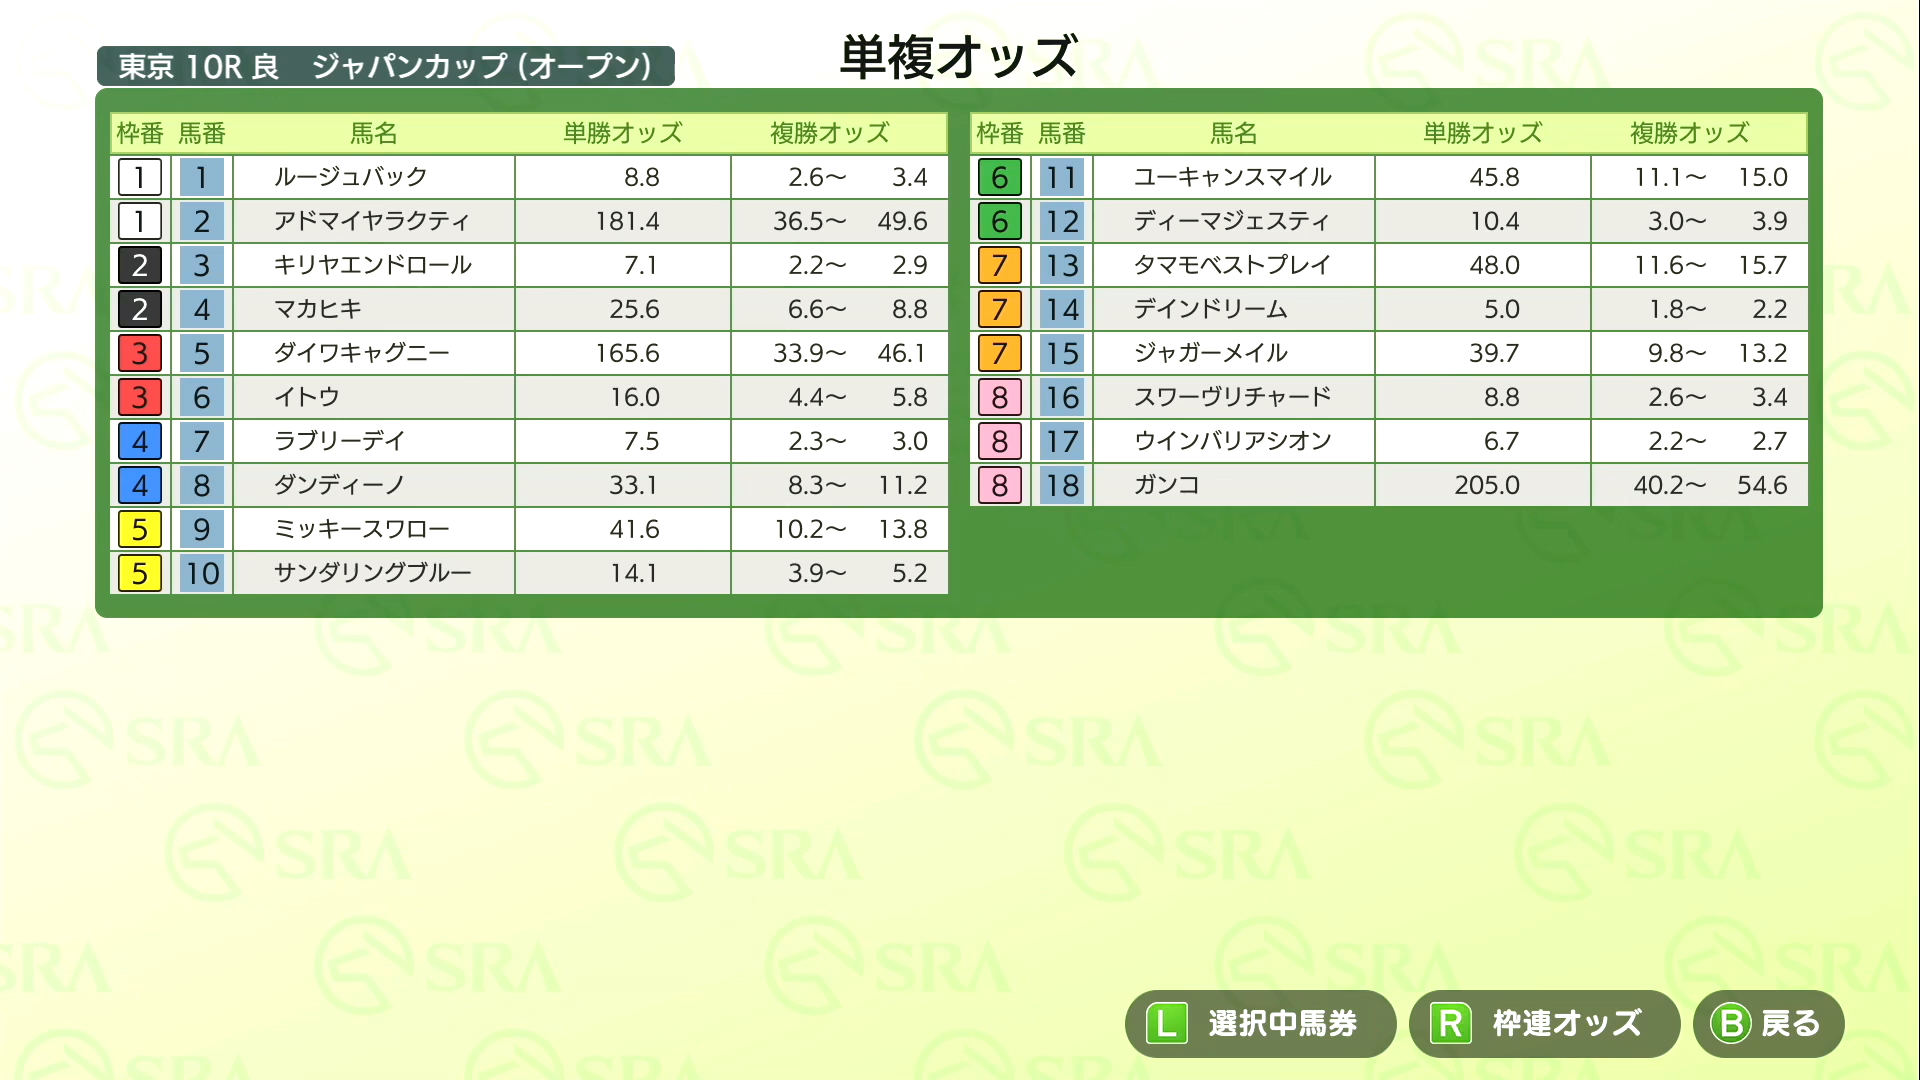 単複オッズ
東京 10R 良 ジャパンカップ (オープン)
枠番 馬番 馬名 単勝オッズ 複勝オッズ
1 1 ルージュバック 8.8 2.6～ 3.4
1 2 アドマイヤラクティ 181.4 36.5～ 49.6
2 3 キリヤエンドロール 7.1 2.2～ 2.9
2 4 マカヒキ 25.6 6.6～ 8.8
3 5 ダイワキャグニー 165.6 33.9～ 46.1
3 6 イトウ 16.0 4.4～ 5.8
4 7 ラブリーデイ 7.5 2.3～ 3.0
4 8 ダンディーノ 33.1 8.3～ 11.2
5 9 ミッキースワロー 41.6 10.2～ 13.8
5 10 サンダリングブルー 14.1 3.9～ 5.2
枠番 馬番 馬名 単勝オッズ 複勝オッズ
6 11 ユーキャンスマイル 45.8 11.1～ 15.0
6 12 ディーマジェスティ 10.4 3.0～ 3.9
7 13 タマモベストプレイ 48.0 11.6～ 15.7
7 14 デインドリーム 5.0 1.8～ 2.2
7 15 ジャガーメイル 39.7 9.8～ 13.2
8 16 スワーヴリチャード 8.8 2.6～ 3.4
8 17 ウインバリアシオン 6.7 2.2～ 2.7
8 18 ガンコ 205.0 40.2～ 54.6
L 選択中馬券 R 枠連オッズ B 戻る